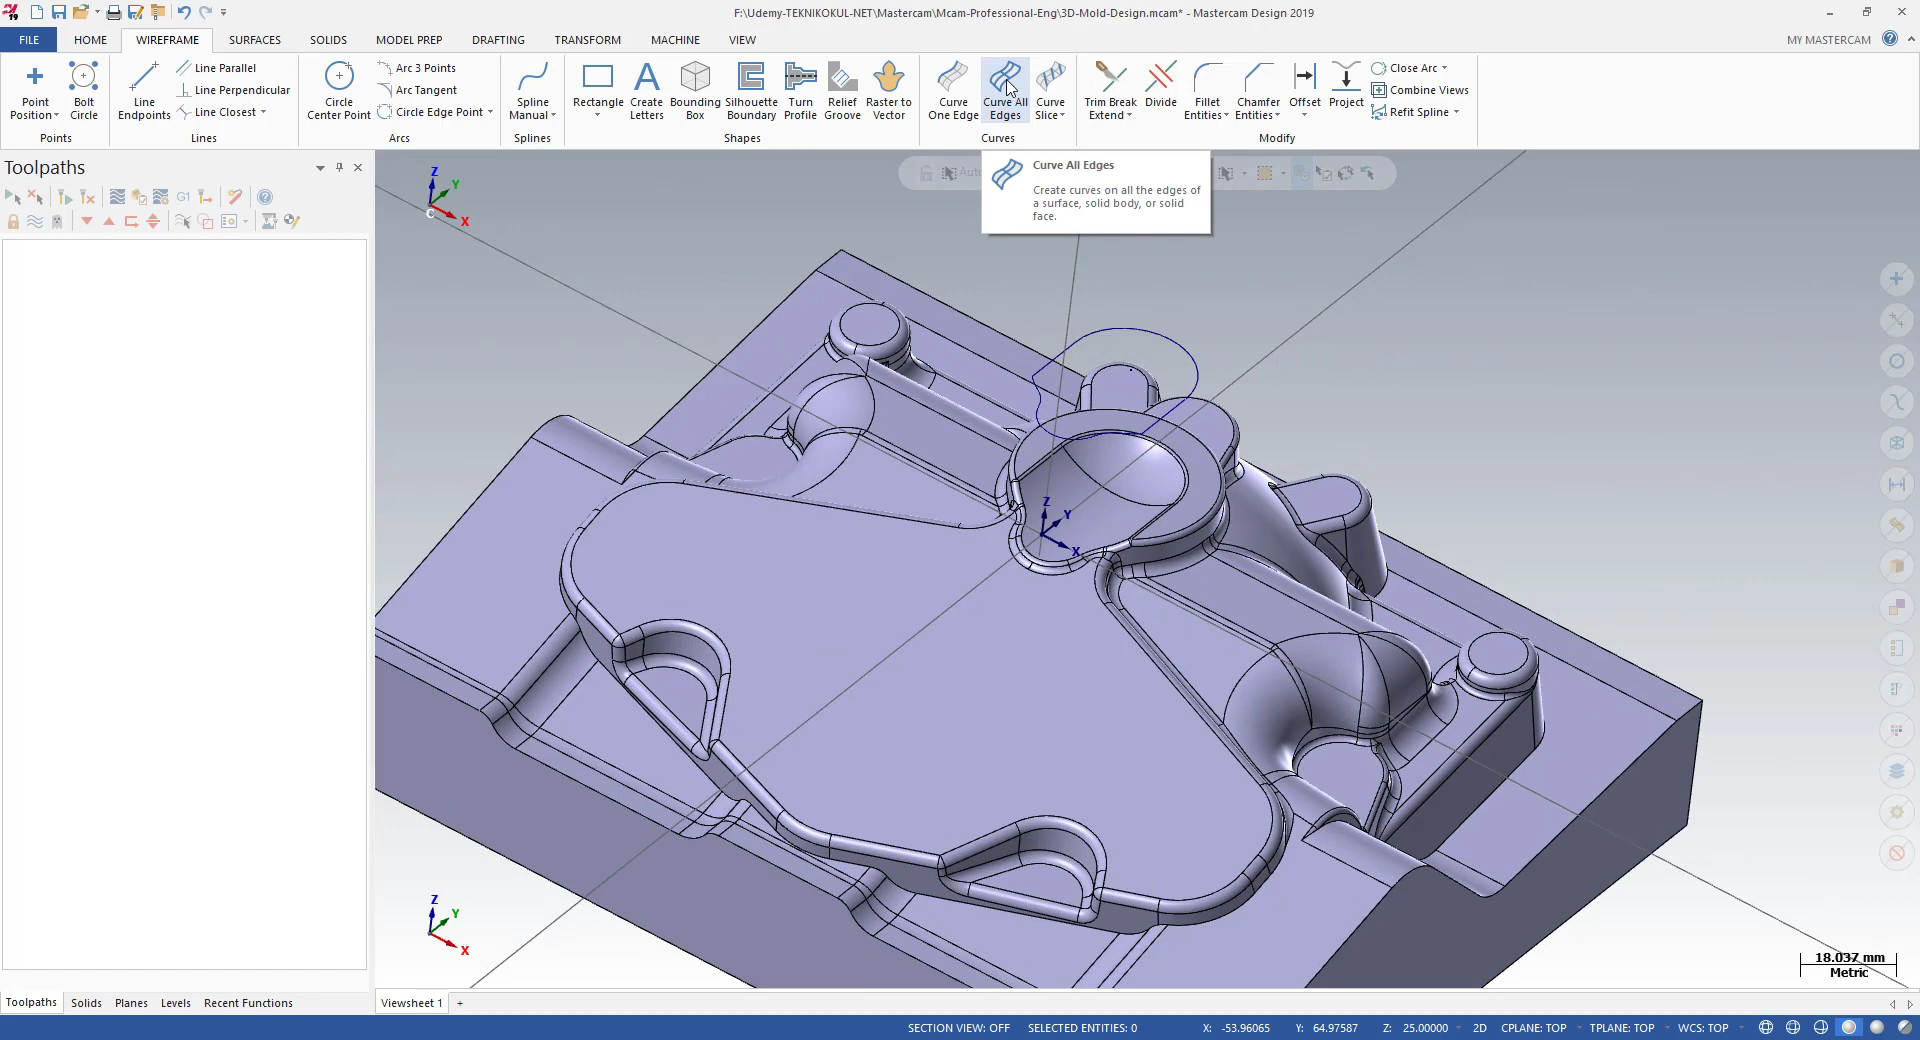 F:\Udemy-TEKNIKOKUL-NET\Mastercam\Mcam-Professional-Eng\3D-Mold-Design.mcam* - Mastercam Design 2019
FILE HOME WIREFRAME SURFACES SOLIDS MODEL PREP DRAFTING TRANSFORM MACHINE VIEW MY MASTERCAM
Point Position
Bolt Circle
Points
Line Endpoints
Line Parallel
Line Perpendicular
Line Closest
Lines
Circle Center Point
Arc 3 Points
Arc Tangent
Circle Edge Point
Arcs
Spline Manual
Splines
Rectangle
Create Letters
Bounding Box
Silhouette Boundary
Turn Profile
Relief Groove
Raster to Vector
Shapes
Curve One Edge
Curve All Edges
Curve Slice
Curves
Trim Break Extend
Divide
Fillet Entities
Chamfer Entities
Offset
Project
Close Arc
Combine Views
Refit Spline
Modify
Toolpaths
G1
Curve All Edges
Create curves on all the edges of
a surface, solid body, or solid
face.
Z
Y
X
C
Z
Y
X
Z
Y
X
18.037 mm
Metric
Toolpaths Solids Planes Levels Recent Functions
Viewsheet 1 +
SECTION VIEW: OFF SELECTED ENTITIES: 0 X: -53.96065 Y: 64.97587 Z: 25.00000 2D CPLANE: TOP TPLANE: TOP WCS: TOP